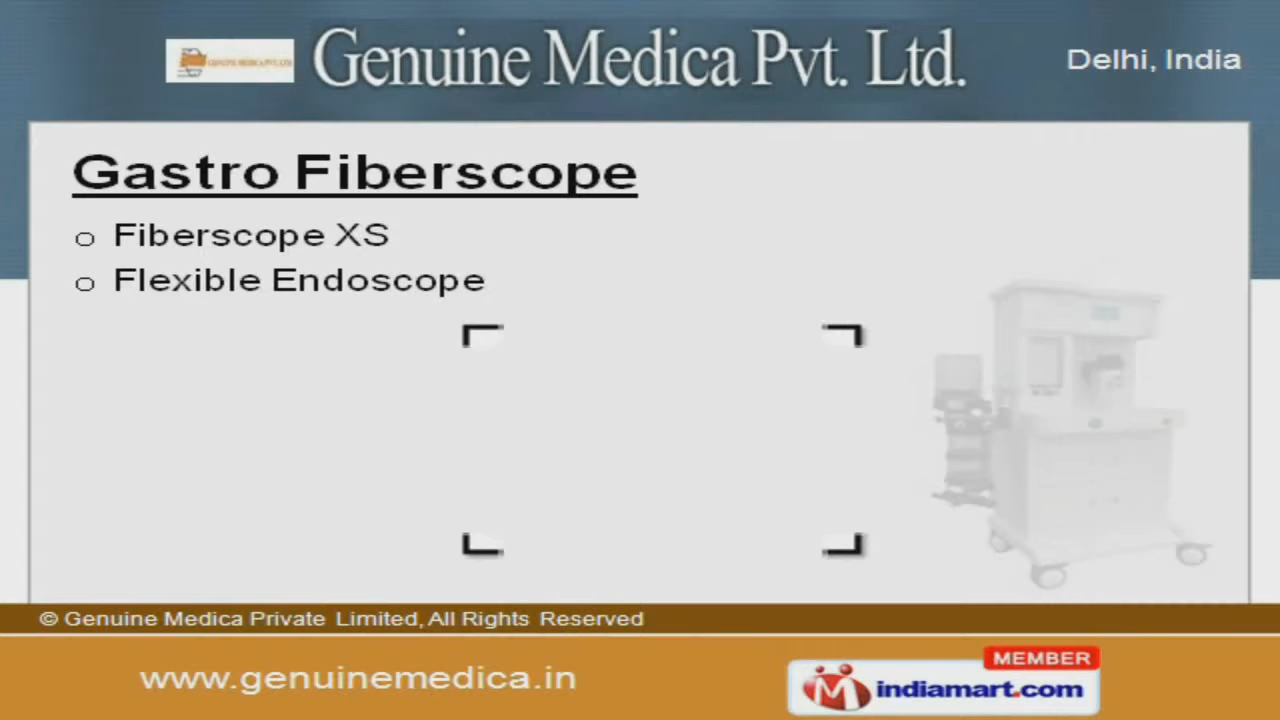 Genuine Medica Pvt. Ltd.
Delhi, India
Gastro Fiberscope
o Fiberscope XS
o Flexible Endoscope
© Genuine Medica Private Limited, All Rights Reserved
www.genuinemedica.in
MEMBER
indiamart.com